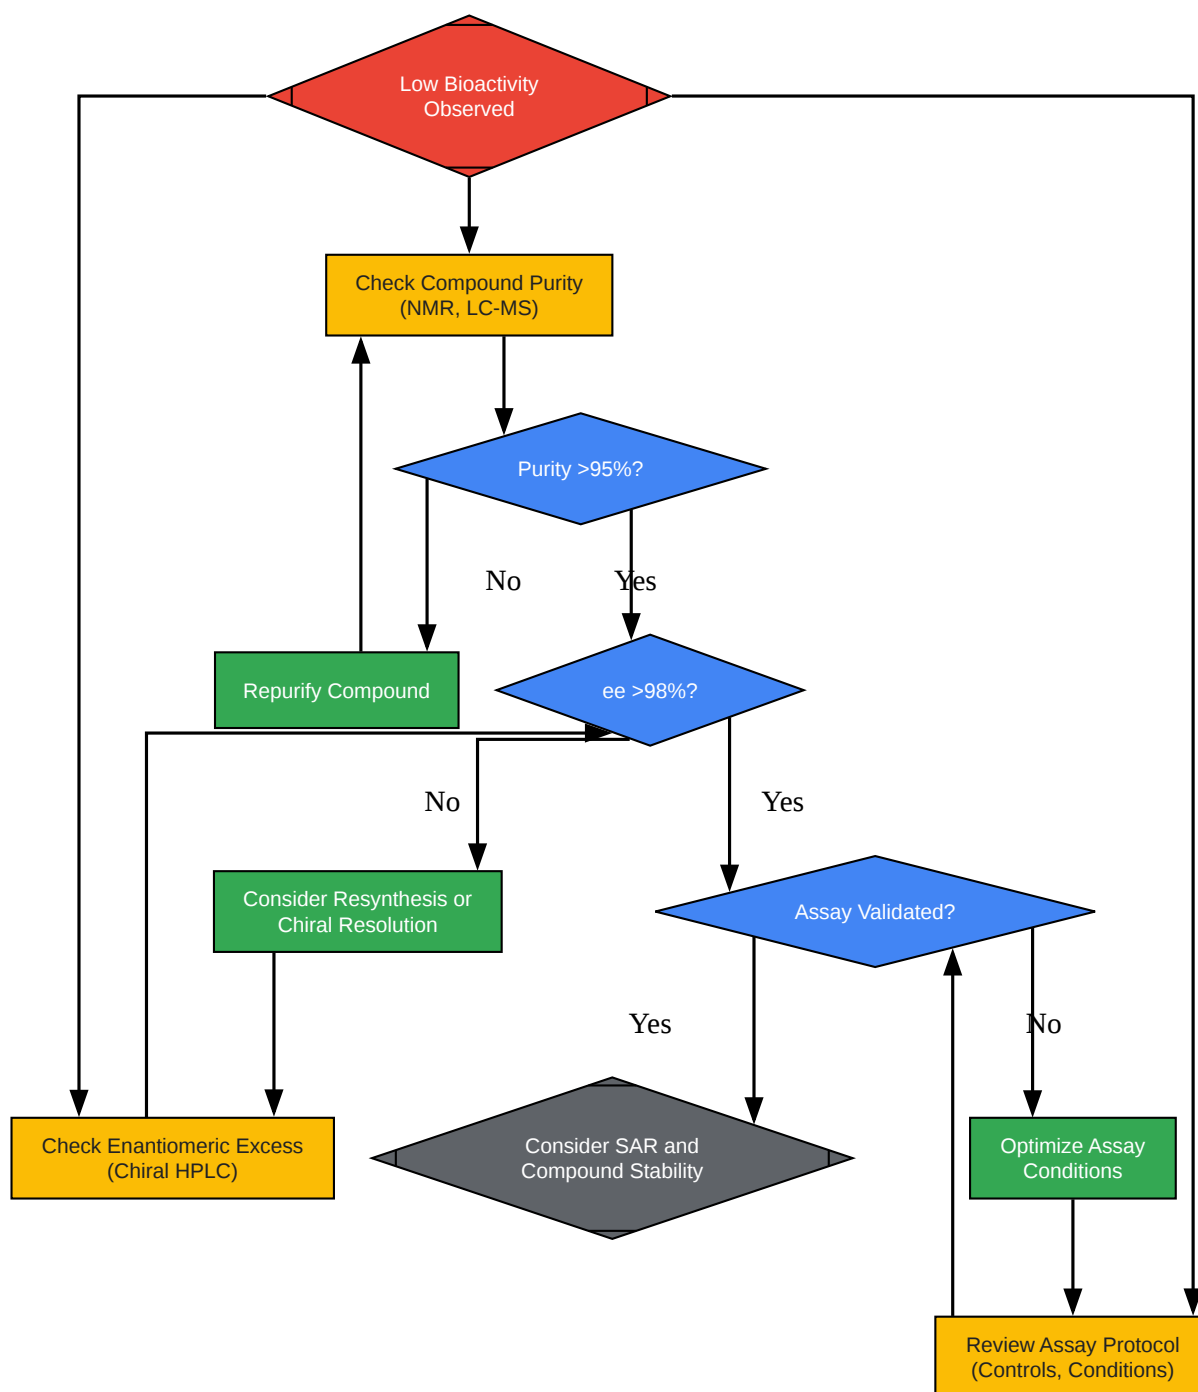 Low Bioactivity
Observed
Check Compound Purity
(NMR, LC-MS)
Purity >95%?
No
Yes
Repurify Compound
ee >98%?
No
Yes
Consider Resynthesis or
Chiral Resolution
Assay Validated?
Yes
No
Check Enantiomeric Excess
(Chiral HPLC)
Consider SAR and
Compound Stability
Optimize Assay
Conditions
Review Assay Protocol
(Controls, Conditions)